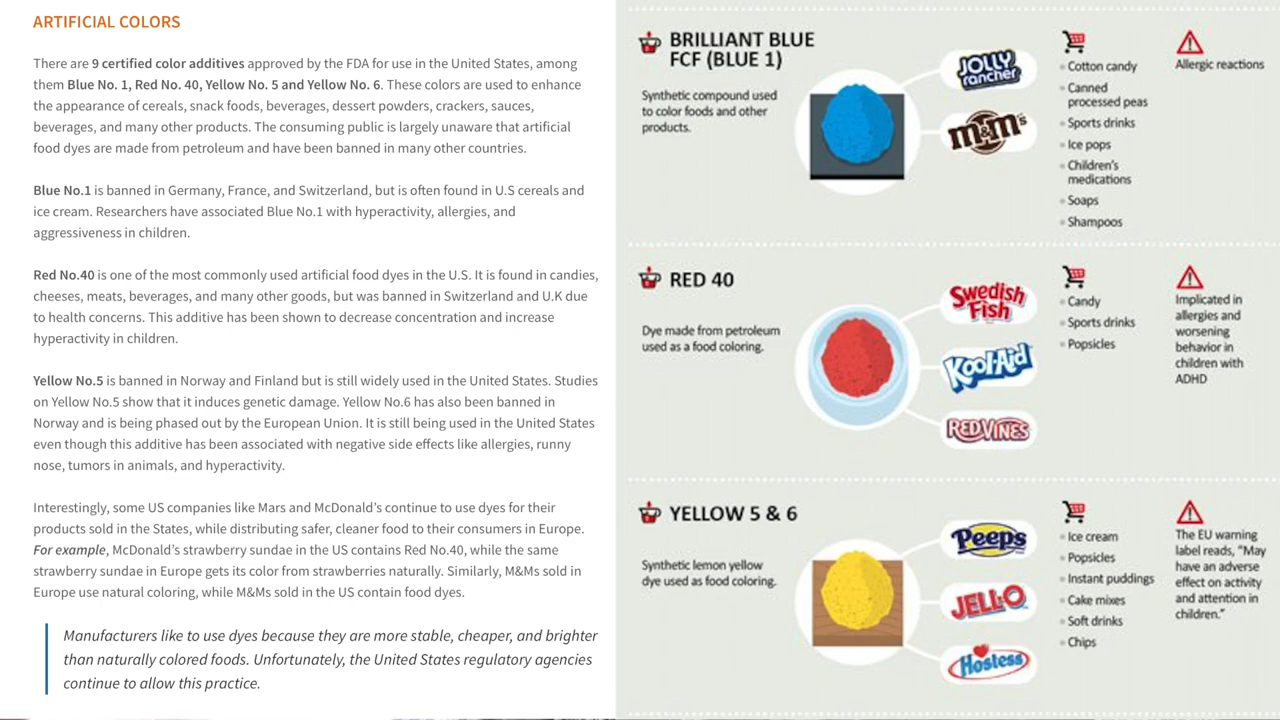 ARTIFICIAL COLORS
There are 9 certified color additives approved by the FDA for use in the United States, among
them Blue No. 1, Red No. 40, Yellow No. 5 and Yellow No. 6. These colors are used to enhance
the appearance of cereals, snack foods, beverages, dessert powders, crackers, sauces,
beverages, and many other products. The consuming public is largely unaware that artificial
food dyes are made from petroleum and have been banned in many other countries.
Blue No.1 is banned in Germany, France, and Switzerland, but is often found in U.S cereals and
ice cream. Researchers have associated Blue No.1 with hyperactivity, allergies, and
aggressiveness in children.
Red No.40 is one of the most commonly used artificial food dyes in the U.S. It is found in candies,
cheeses, meats, beverages, and many other goods, but was banned in Switzerland and U.K due
to health concerns. This additive has been shown to decrease concentration and increase
hyperactivity in children.
Yellow No.5 is banned in Norway and Finland but is still widely used in the United States. Studies
on Yellow No.5 show that it induces genetic damage. Yellow No.6 has also been banned in
Norway and is being phased out by the European Union. It is still being used in the United States
even though this additive has been associated with negative side effects like allergies, runny
nose, tumors in animals, and hyperactivity.
Interestingly, some US companies like Mars and McDonald's continue to use dyes for their
products sold in the States, while distributing safer, cleaner food to their consumers in Europe.
For example, McDonald's strawberry sundae in the US contains Red No.40, while the same
strawberry sundae in Europe gets its color from strawberries naturally. Similarly, M&Ms sold in
Europe use natural coloring, while M&Ms sold in the US contain food dyes.
Manufacturers like to use dyes because they are more stable, cheaper, and brighter
than naturally colored foods. Unfortunately, the United States regulatory agencies
continue to allow this practice.
BRILLIANT BLUE
FCF (BLUE 1)
Synthetic compound used
to color foods and other
products.
JOLLY
rancher
m&m's
Cotton candy
Canned
processed peas
Sports drinks
Ice pops
Children's
medications
Soaps
Shampoos
Allergic reactions
RED 40
Dye made from petroleum
used as a food coloring.
Swedish
Fish
Kool-Aid
REDVINES
Candy
Sports drinks
Popsicles
Implicated in
allergies and
worsening
behavior in
children with
ADHD
YELLOW 5 & 6
Synthetic lemon yellow
dye used as food coloring.
Peeps
JELL-O
Hostess
Ice cream
Popsicles
Instant puddings
Cake mixes
Soft drinks
Chips
The EU warning
label reads, "May
have an adverse
effect on activity
and attention in
children."